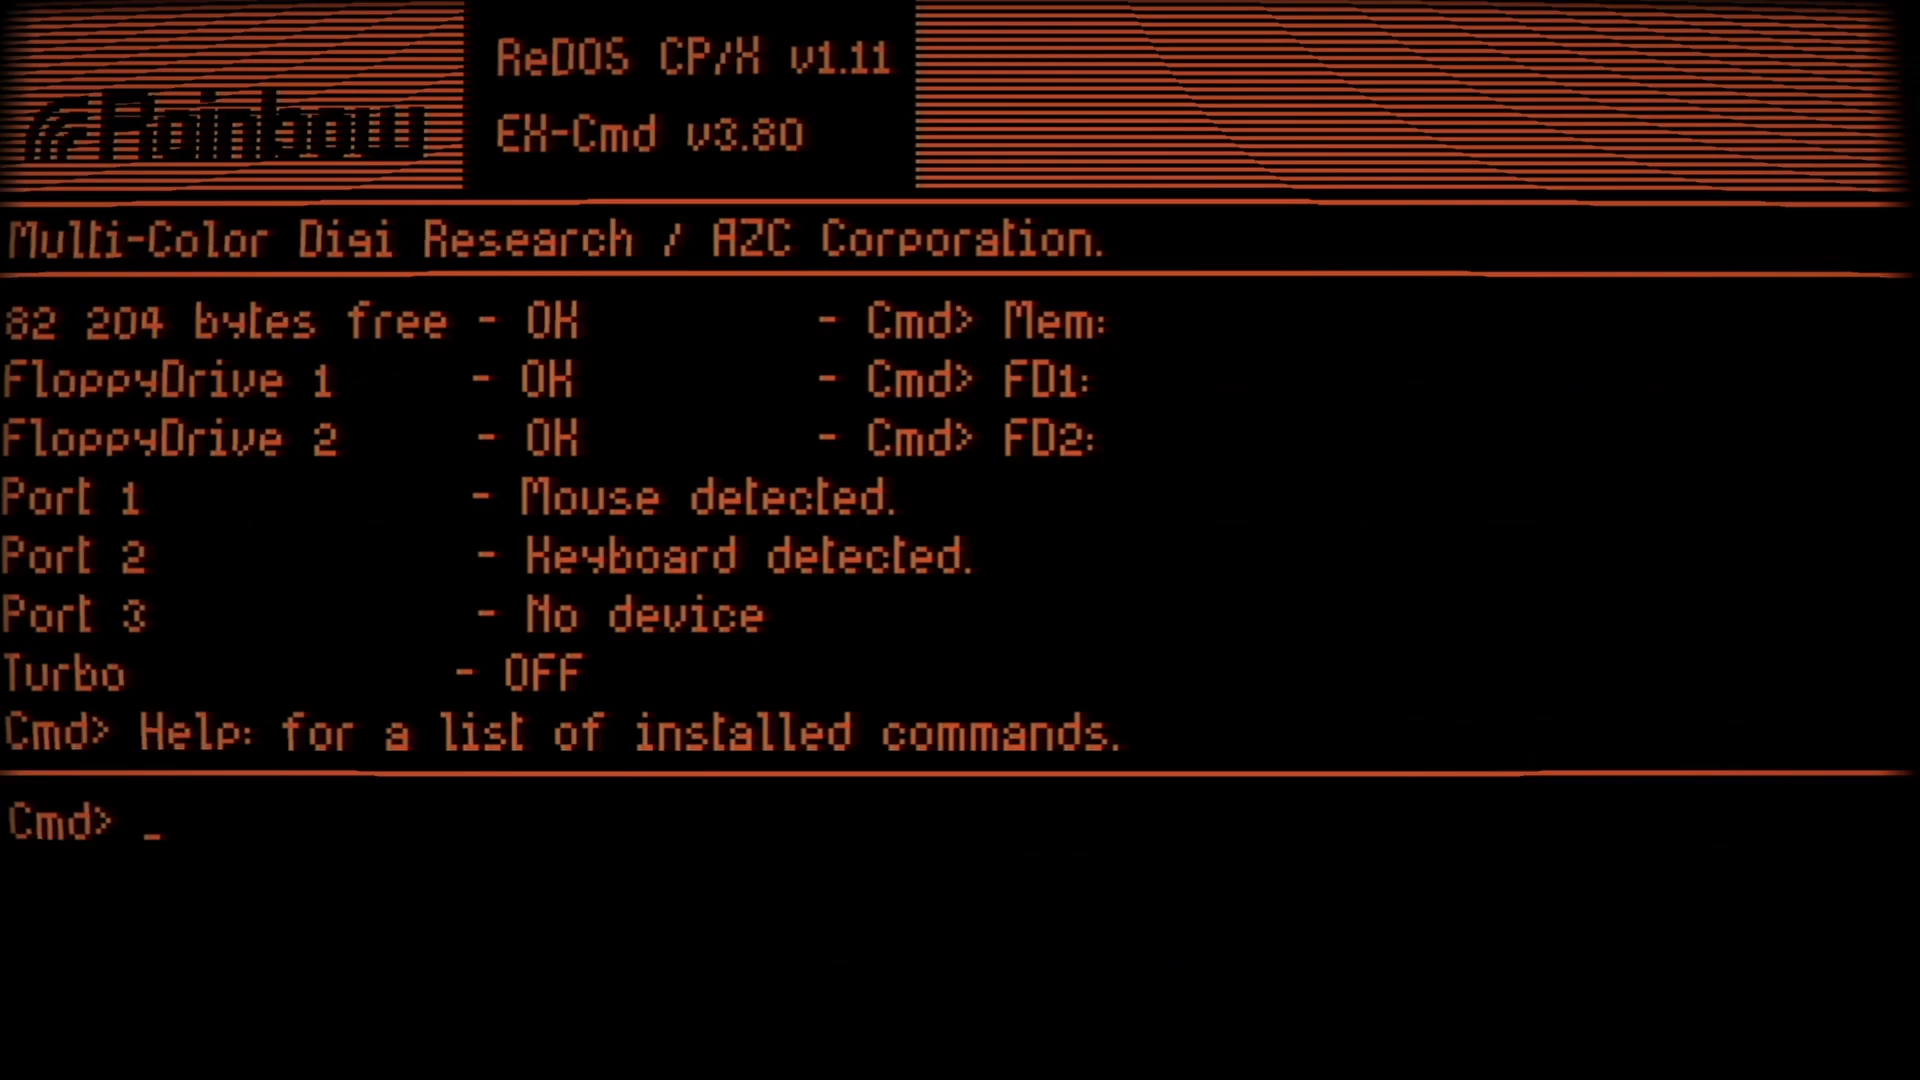 ReDOS CP/X v1.11
Rainbow
EX-Cmd v3.80
Multi-Color Digi Research / AZC Corporation.
82 204 bytes free - OK - Cmd> Mem:
FloppyDrive 1 - OK - Cmd> FD1:
FloppyDrive 2 - OK - Cmd> FD2:
Port 1 - Mouse detected.
Port 2 - Keyboard detected.
Port 3 - No device
Turbo - OFF
Cmd> Help: for a list of installed commands.
Cmd> _